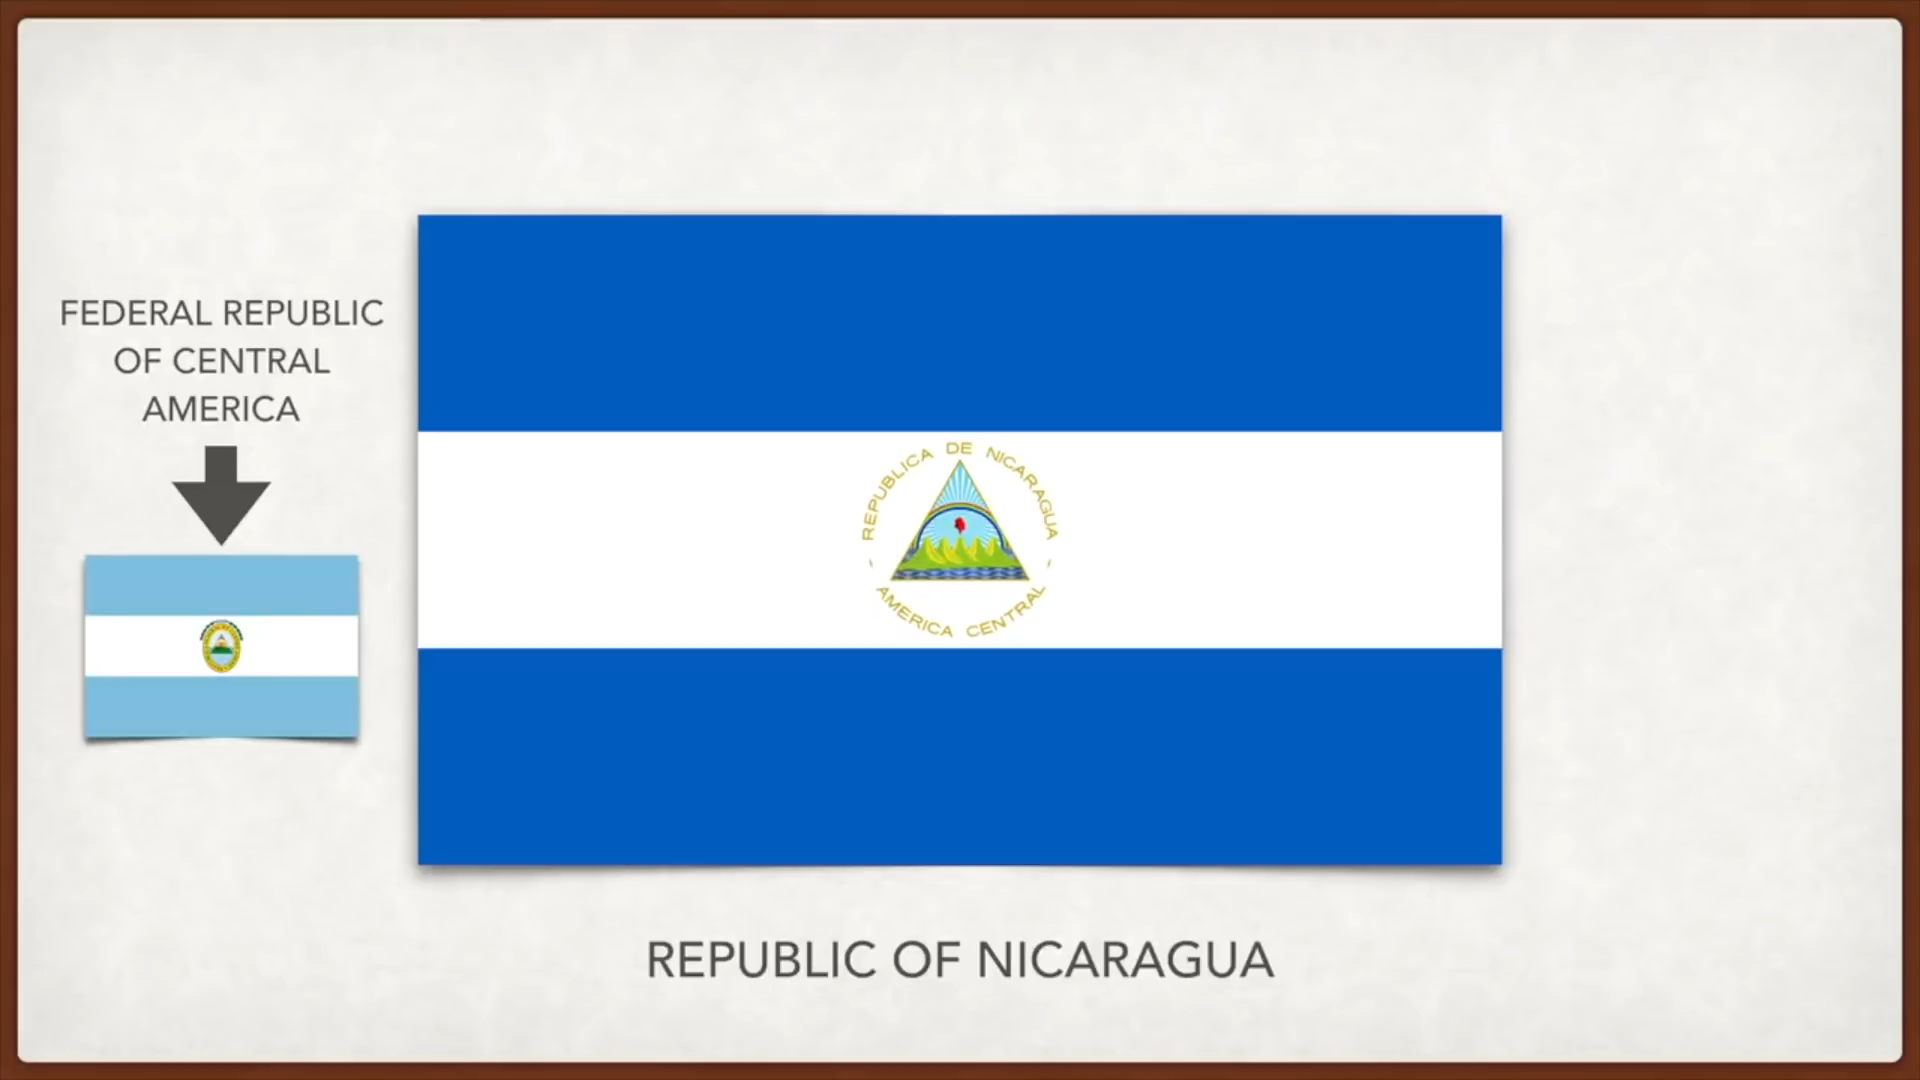 FEDERAL REPUBLIC
OF CENTRAL
AMERICA
REPUBLICA DE NICARAGUA
AMERICA CENTRAL
REPUBLIC OF NICARAGUA